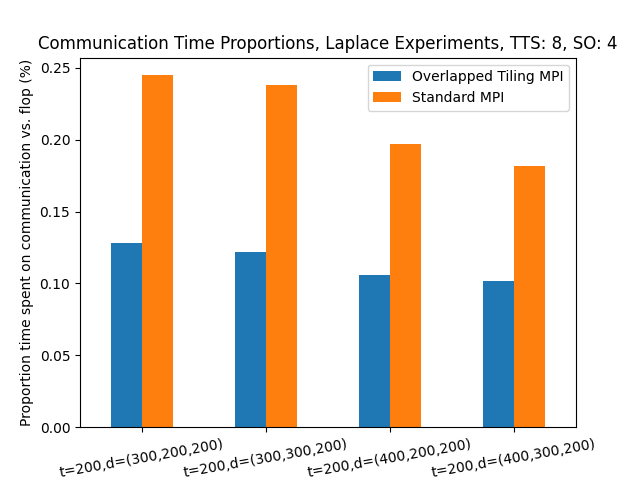 Communication Time Proportions, Laplace Experiments, TTS: 8, SO: 4
Proportion time spent on communication vs. flop (%)
0.25
0.20
0.15
0.10
0.05
0.00
Overlapped Tiling MPI
Standard MPI
t=200,d=(300,200,200)
t=200,d=(300,300,200)
t=200,d=(400,200,200)
t=200,d=(400,300,200)